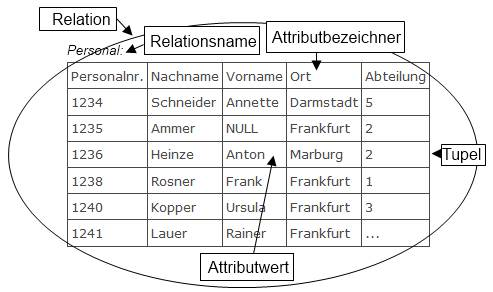 Relation
Personal:
Relationsname
Attributbezeichner
Personalnr. Nachname Vorname Ort Abteilung
1234 Schneider Annette Darmstadt 5
1235 Ammer NULL Frankfurt 2
1236 Heinze Anton Marburg 2
Tupel
1238 Rosner Frank Frankfurt 1
1240 Kopper Ursula Frankfurt 3
1241 Lauer Rainer Frankfurt ...
Attributwert